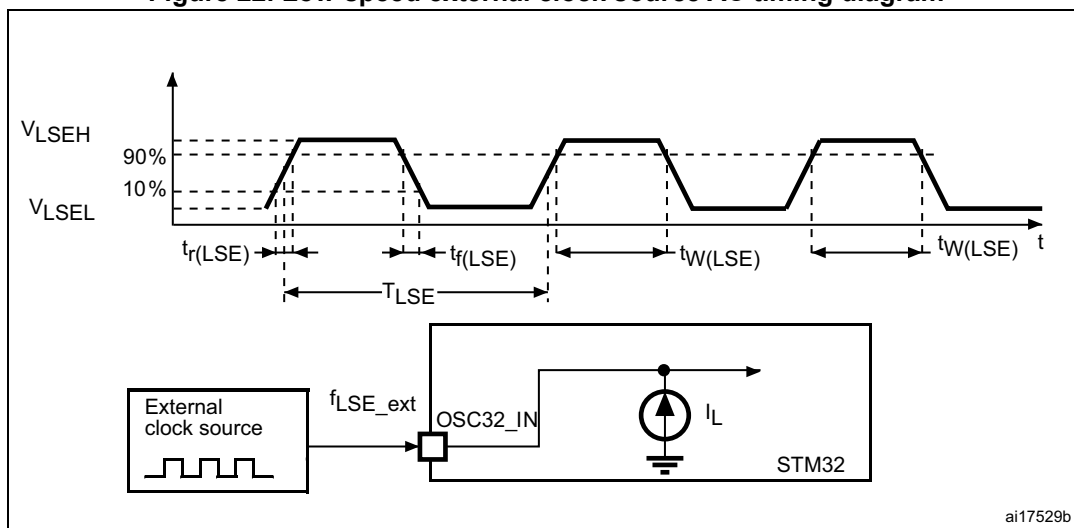 Figure 22. Low-speed external clock source AC timing diagram
VLSEH
90%
10%
VLSEL
tr(LSE)
tf(LSE)
tW(LSE)
tW(LSE)
t
TLSE
External
clock source
fLSE_ext
OSC32_IN
IL
STM32
ai17529b